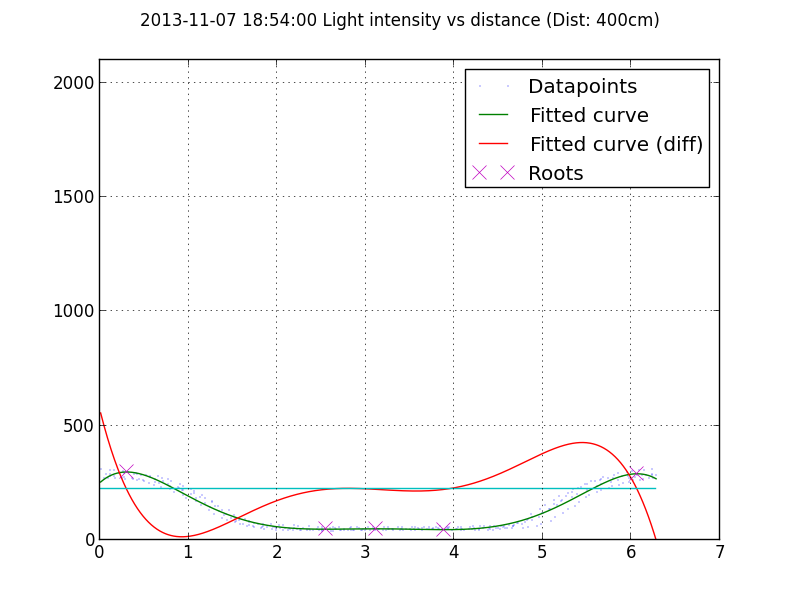 2013-11-07 18:54:00 Light intensity vs distance (Dist: 400cm)
Datapoints
Fitted curve
Fitted curve (diff)
Roots
2000
1500
1000
500
0
0 1 2 3 4 5 6 7